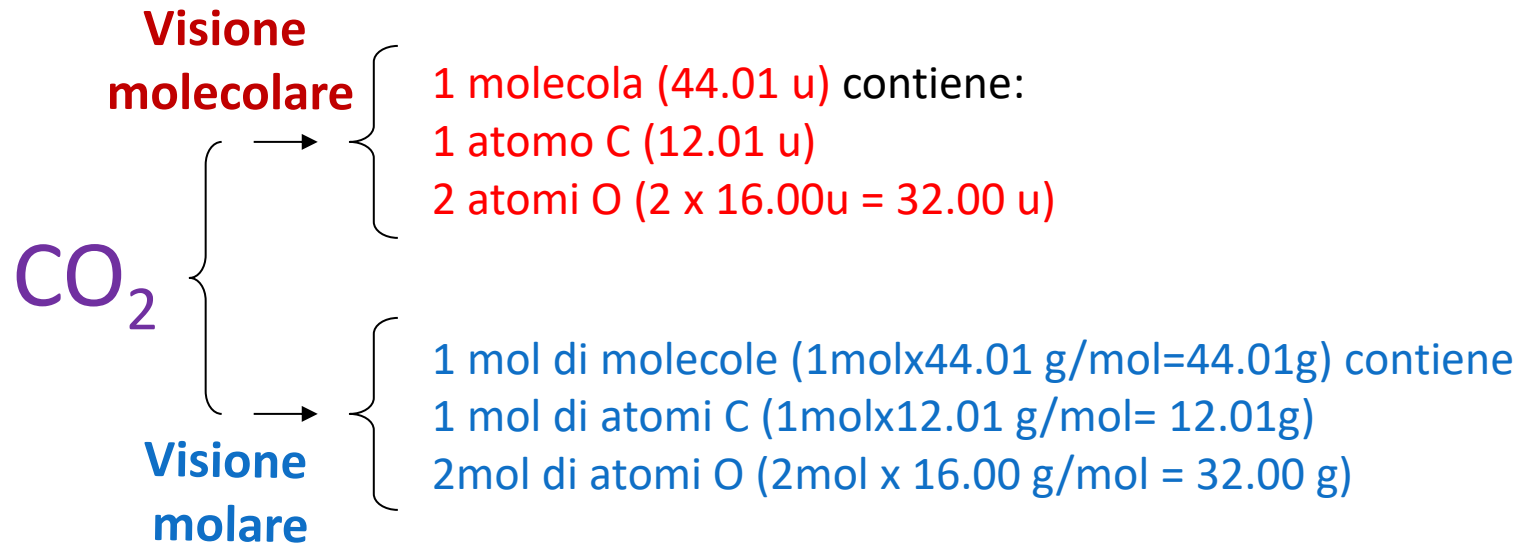 Visione
molecolare
1 molecola (44.01 u) contiene:
1 atomo C (12.01 u)
2 atomi O (2 x 16.00u = 32.00 u)
CO₂
1 mol di molecole (1molx44.01 g/mol=44.01g) contiene
1 mol di atomi C (1molx12.01 g/mol= 12.01g)
2mol di atomi O (2mol x 16.00 g/mol = 32.00 g)
Visione
molare